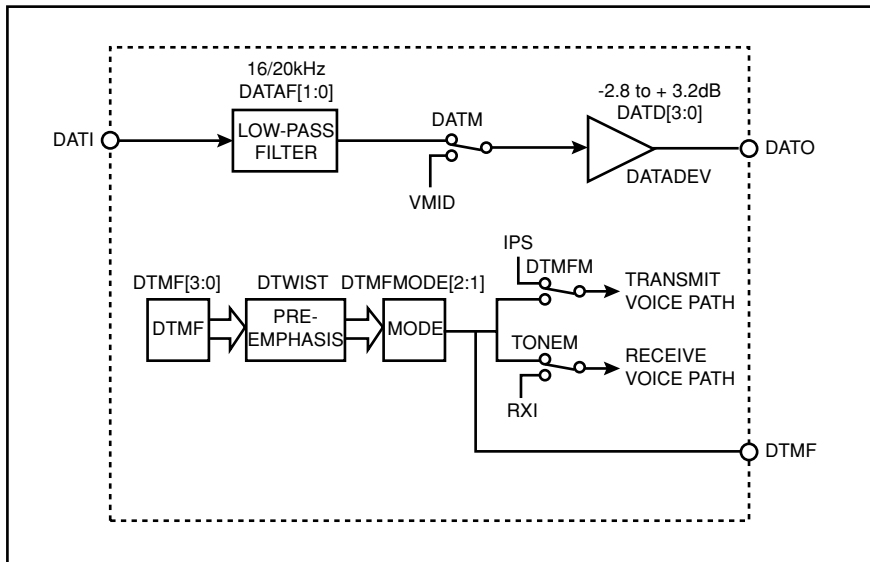 16/20kHz
DATAF[1:0]
-2.8 to + 3.2dB
DATD[3:0]
DATI
LOW-PASS
FILTER
DATM
DATO
DATADEV
VMID
IPS
DTMF[3:0]
DTWIST
DTMFMODE[2:1]
DTMFM
TRANSMIT
VOICE PATH
DTMF
PRE-
EMPHASIS
MODE
TONEM
RECEIVE
VOICE PATH
RXI
DTMF